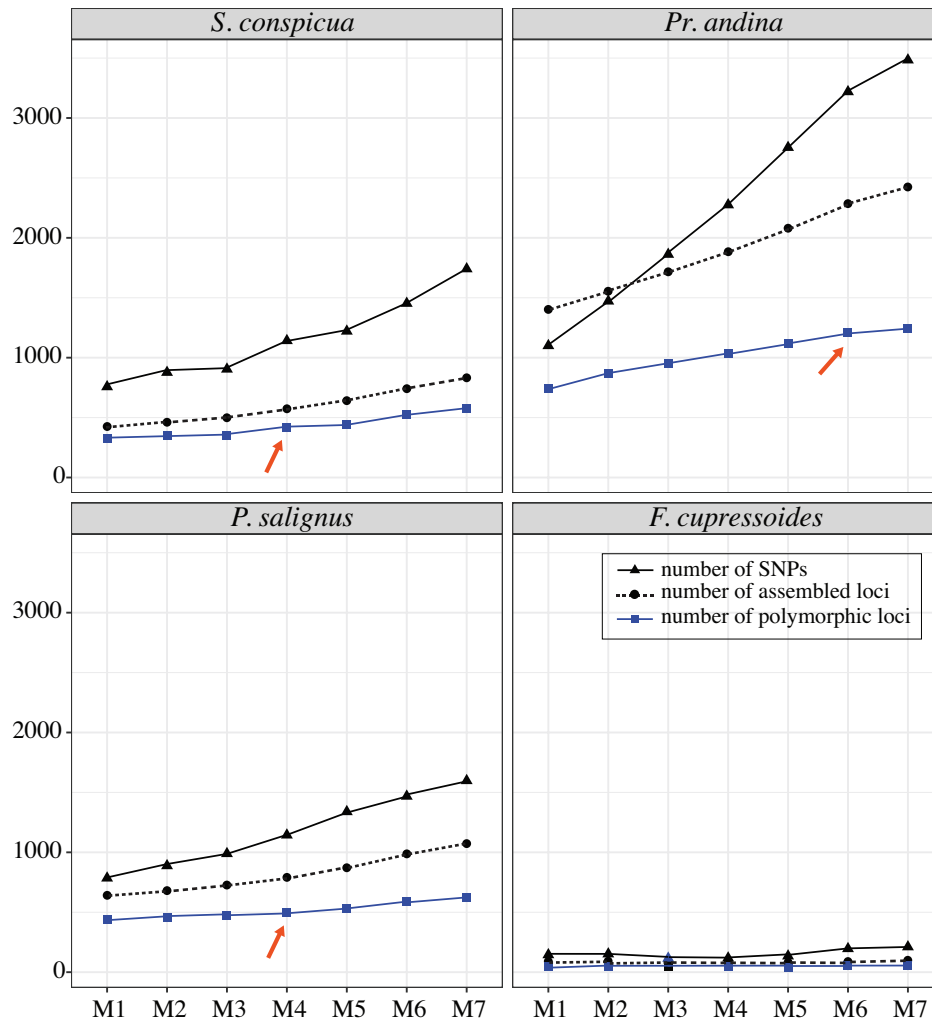 S. conspicua
Pr. andina
3000
2000
1000
0
P. salignus
F. cupressoides
number of SNPs
number of assembled loci
number of polymorphic loci
3000
2000
1000
0
M1 M2 M3 M4 M5 M6 M7
M1 M2 M3 M4 M5 M6 M7